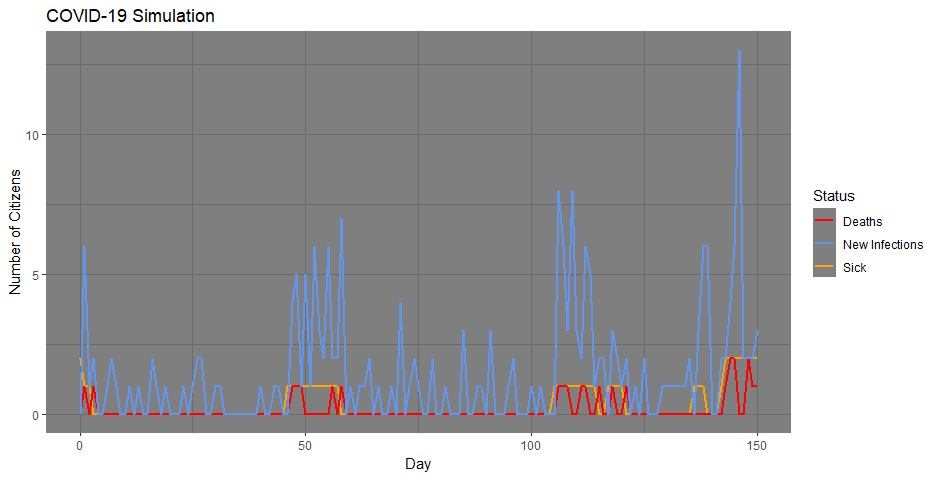 COVID-19 Simulation
Number of Citizens
10
5
0
0
50
100
150
Day
Status
Deaths
New Infections
Sick